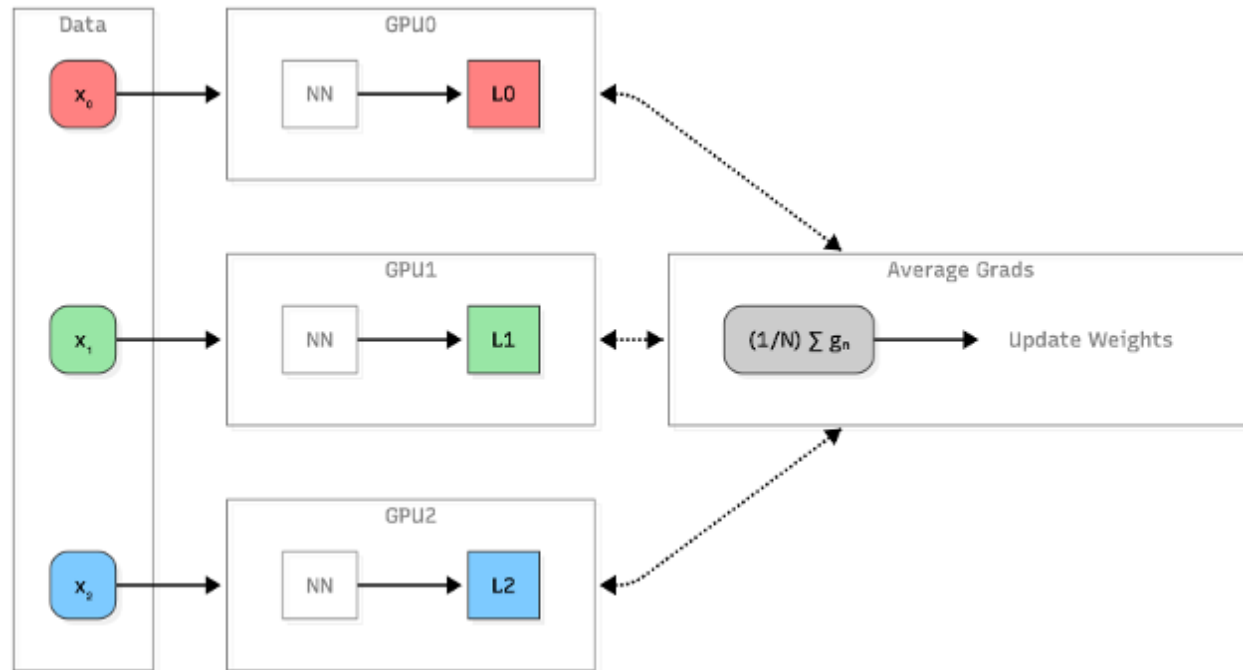 Data
x₀
x₁
x₂
GPU0
NN
L0
GPU1
NN
L1
GPU2
NN
L2
Average Grads
(1/N) ∑ gₙ
Update Weights